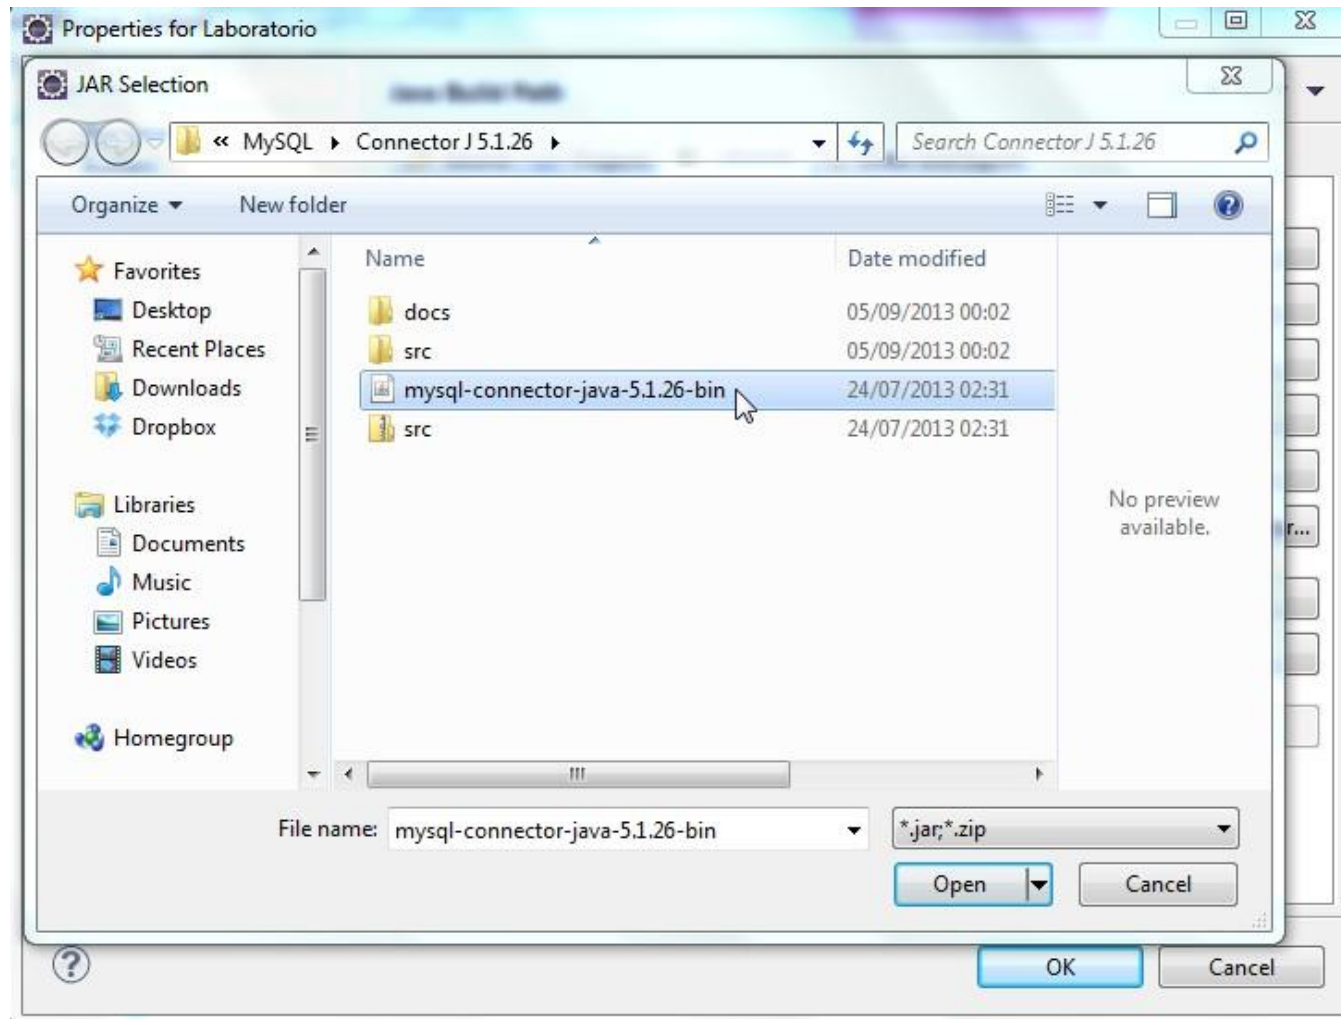 Properties for Laboratorio
JAR Selection
Java Build Path
« MySQL Connector J 5.1.26
Search Connector J 5.1.26
Organize New folder
Name Date modified
Favorites
Desktop
Recent Places
Downloads
Dropbox
Libraries
Documents
Music
Pictures
Videos
Homegroup
docs 05/09/2013 00:02
src 05/09/2013 00:02
mysql-connector-java-5.1.26-bin 24/07/2013 02:31
src 24/07/2013 02:31
No preview
available.
r...
File name: mysql-connector-java-5.1.26-bin *.jar;*.zip
Open Cancel
OK Cancel